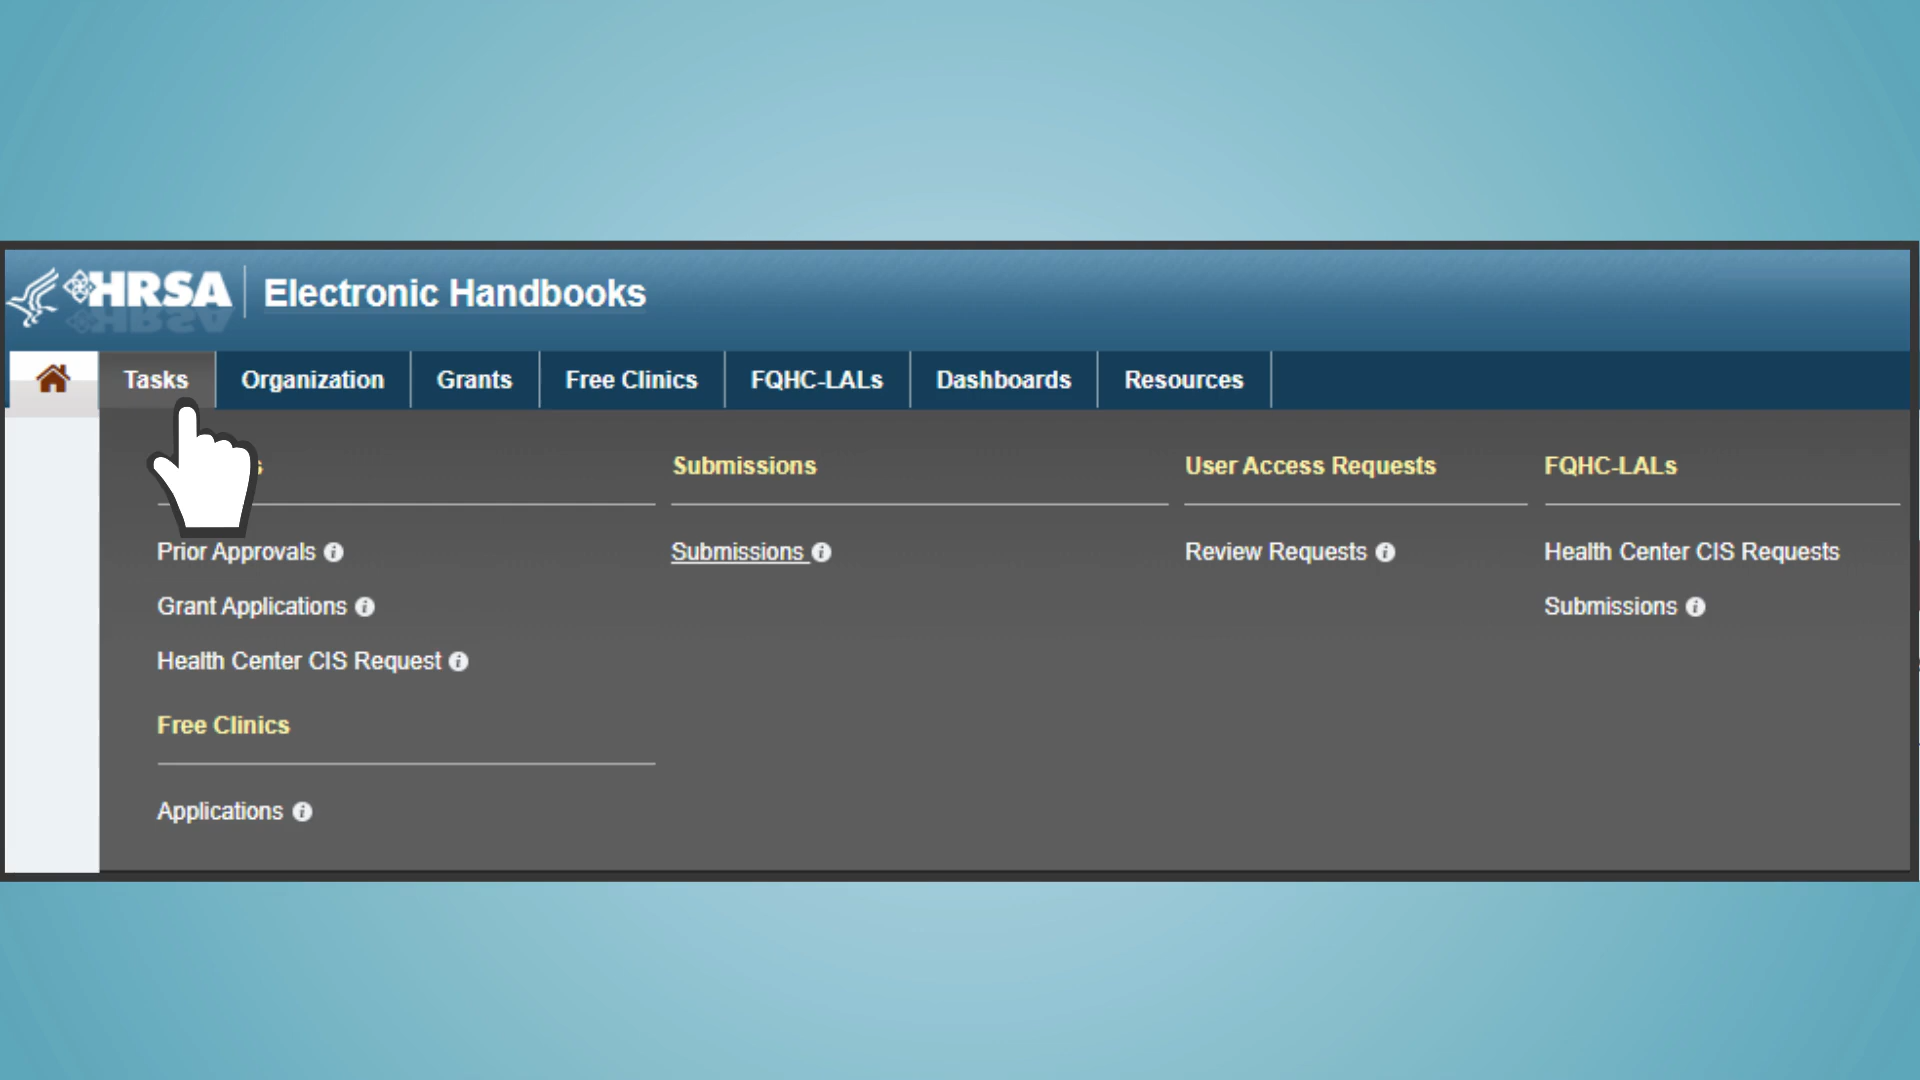 HRSA Electronic Handbooks
Tasks Organization Grants Free Clinics FQHC-LALs Dashboards Resources
Submissions User Access Requests FQHC-LALs
Prior Approvals Submissions Review Requests Health Center CIS Requests
Grant Applications Submissions
Health Center CIS Request
Free Clinics
Applications